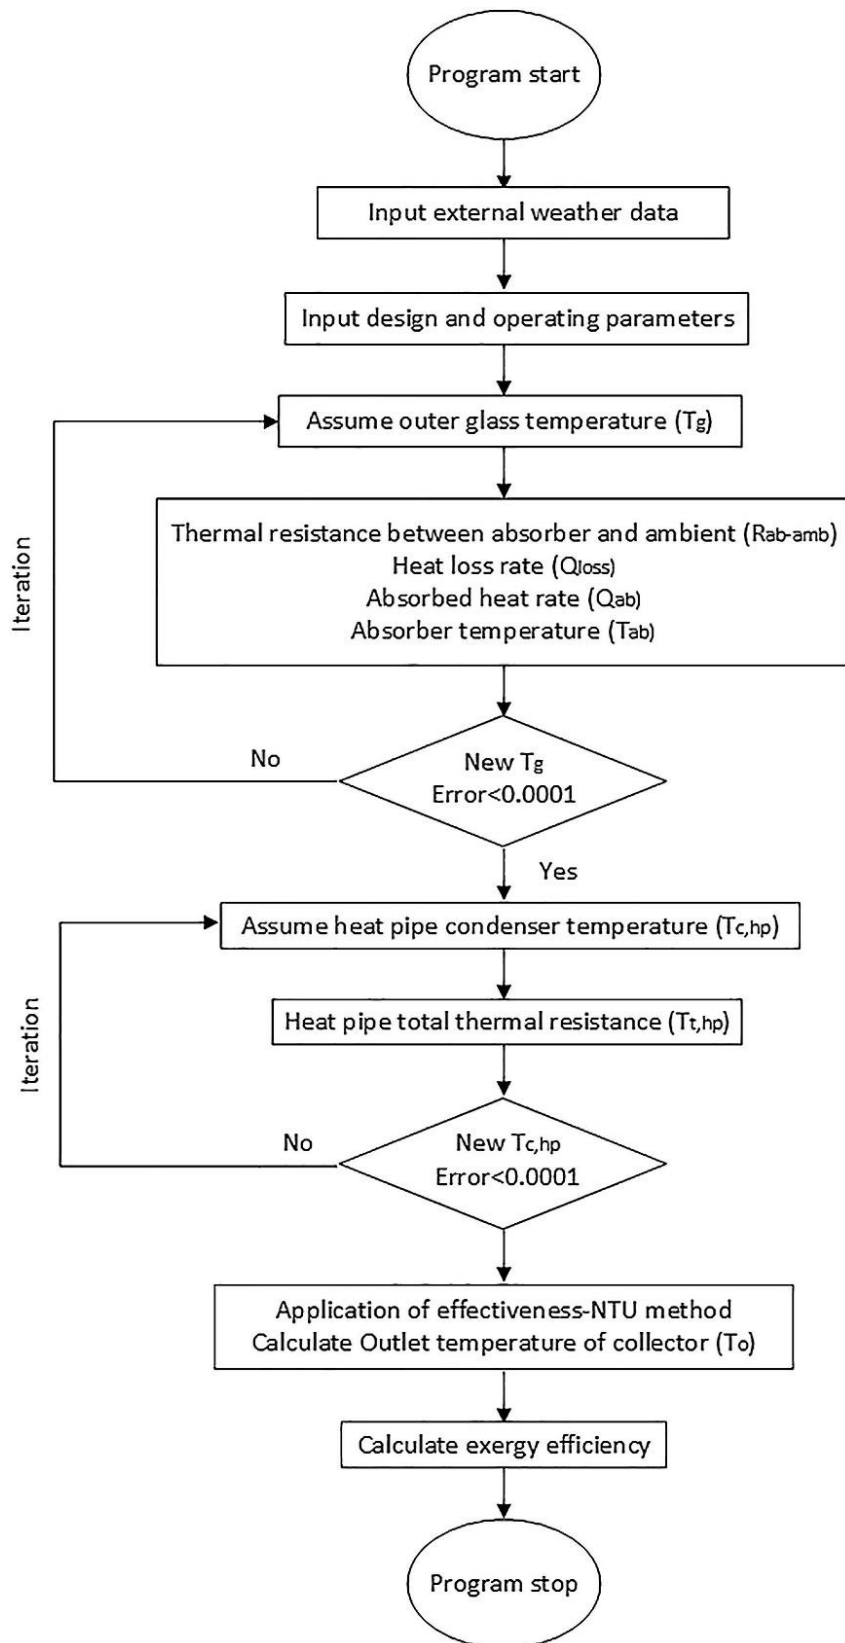 Program start
Input external weather data
Input design and operating parameters
Assume outer glass temperature (Tg)
Thermal resistance between absorber and ambient (Rab-amb)
Heat loss rate (Qloss)
Absorbed heat rate (Qab)
Absorber temperature (Tab)
Iteration
No
New Tg
Error<0.0001
Yes
Assume heat pipe condenser temperature (Tc,hp)
Heat pipe total thermal resistance (Tt,hp)
Iteration
No
New Tc,hp
Error<0.0001
Application of effectiveness-NTU method
Calculate Outlet temperature of collector (To)
Calculate exergy efficiency
Program stop